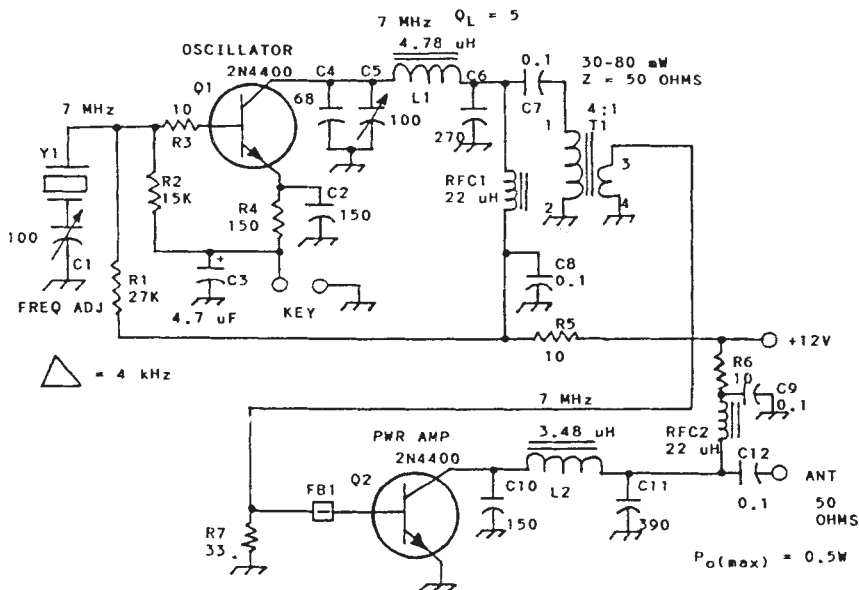 7 MHz Q_L = 5
OSCILLATOR
4.78 uH
2N4400
C4
C5
C6
0.1
30-80 mW
Z = 50 OHMS
Q1
L1
C7
7 MHz
10
68
100
270
4:1
T1
R3
1
3
Y1
R2
15K
C2
RFC1
22 uH
2
4
R4
150
150
100
C1
R1
27K
+
C3
C8
0.1
FREQ ADJ
4.7 uF
KEY
R5
10
+12V
= 4 kHz
R6
10
C9
0.1
7 MHz
PWR AMP
3.48 uH
RFC2
22 uH
2N4400
C12
Q2
FB1
C10
L2
C11
ANT
0.1
50
OHMS
R7
33
150
390
Po(max) = 0.5W